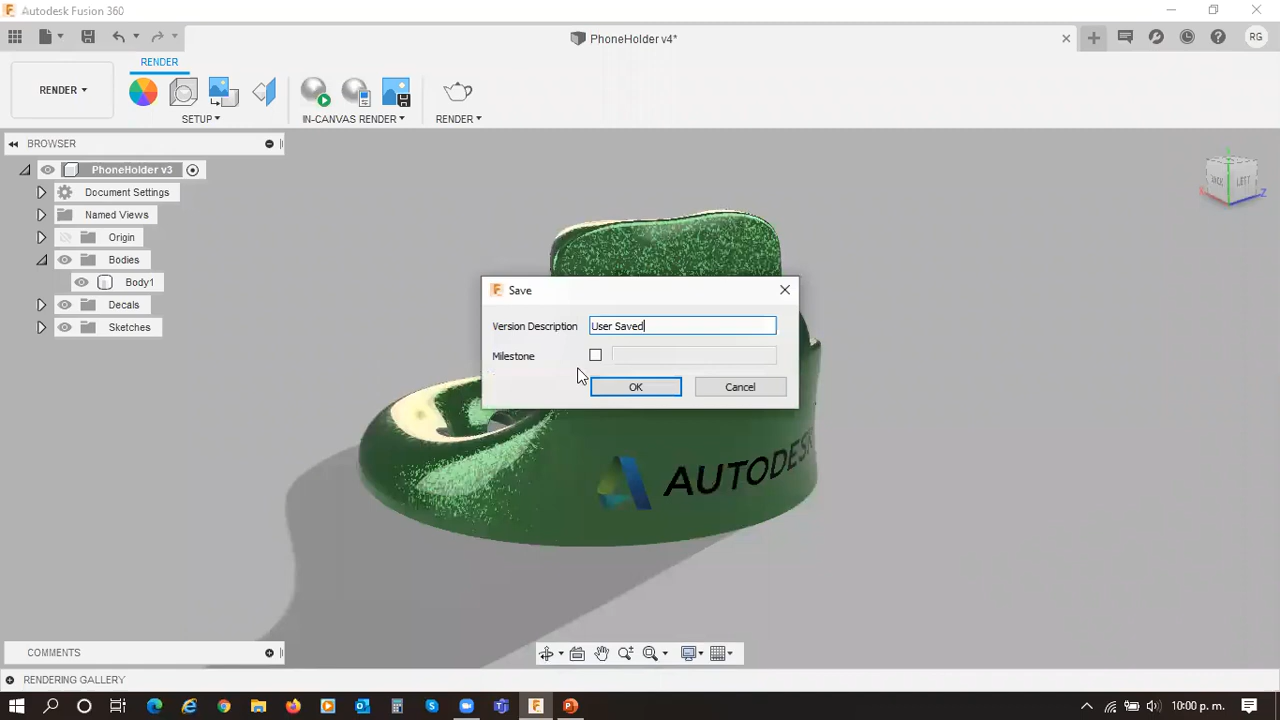 Autodesk Fusion 360
PhoneHolder v4*
RG
RENDER
RENDER
SETUP
IN-CANVAS RENDER
RENDER
BROWSER
PhoneHolder v3
Document Settings
Named Views
Origin
Bodies
Body1
Decals
Sketches
LEFT
Z
Save
Version Description
User Saved
Milestone
OK
Cancel
AUTODESK
COMMENTS
RENDERING GALLERY
10:00 p. m.